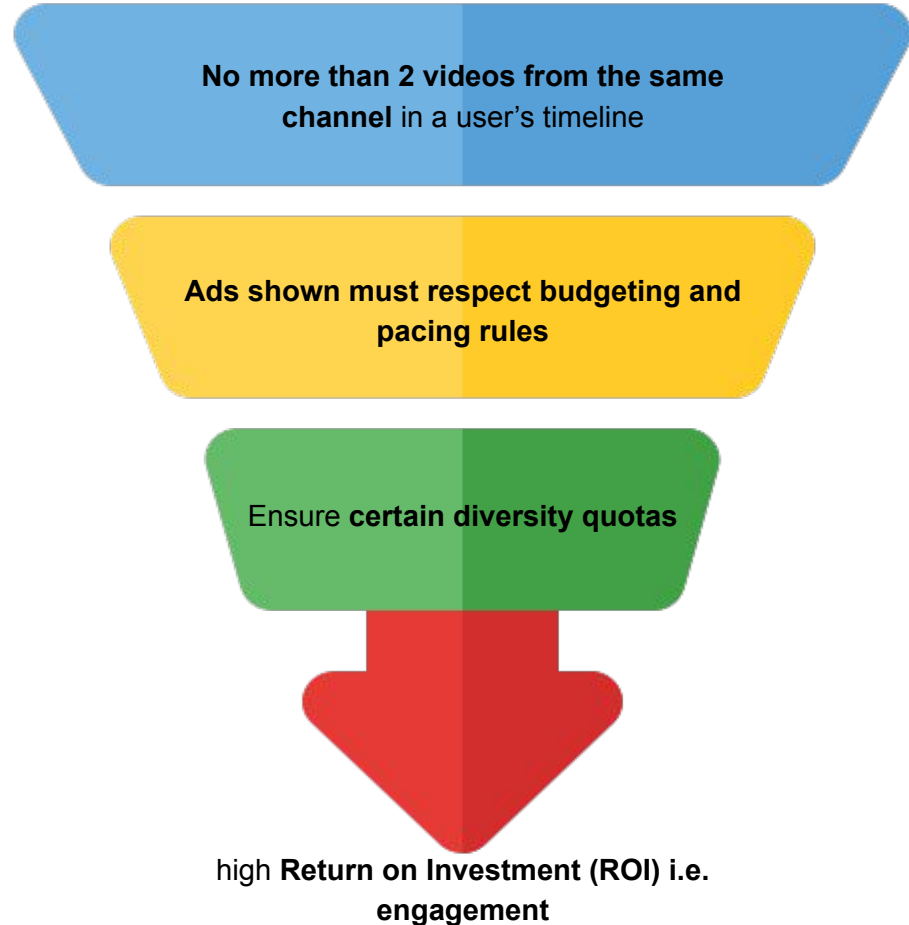 No more than 2 videos from the same
channel in a user's timeline
Ads shown must respect budgeting and
pacing rules
Ensure certain diversity quotas
high Return on Investment (ROI) i.e.
engagement